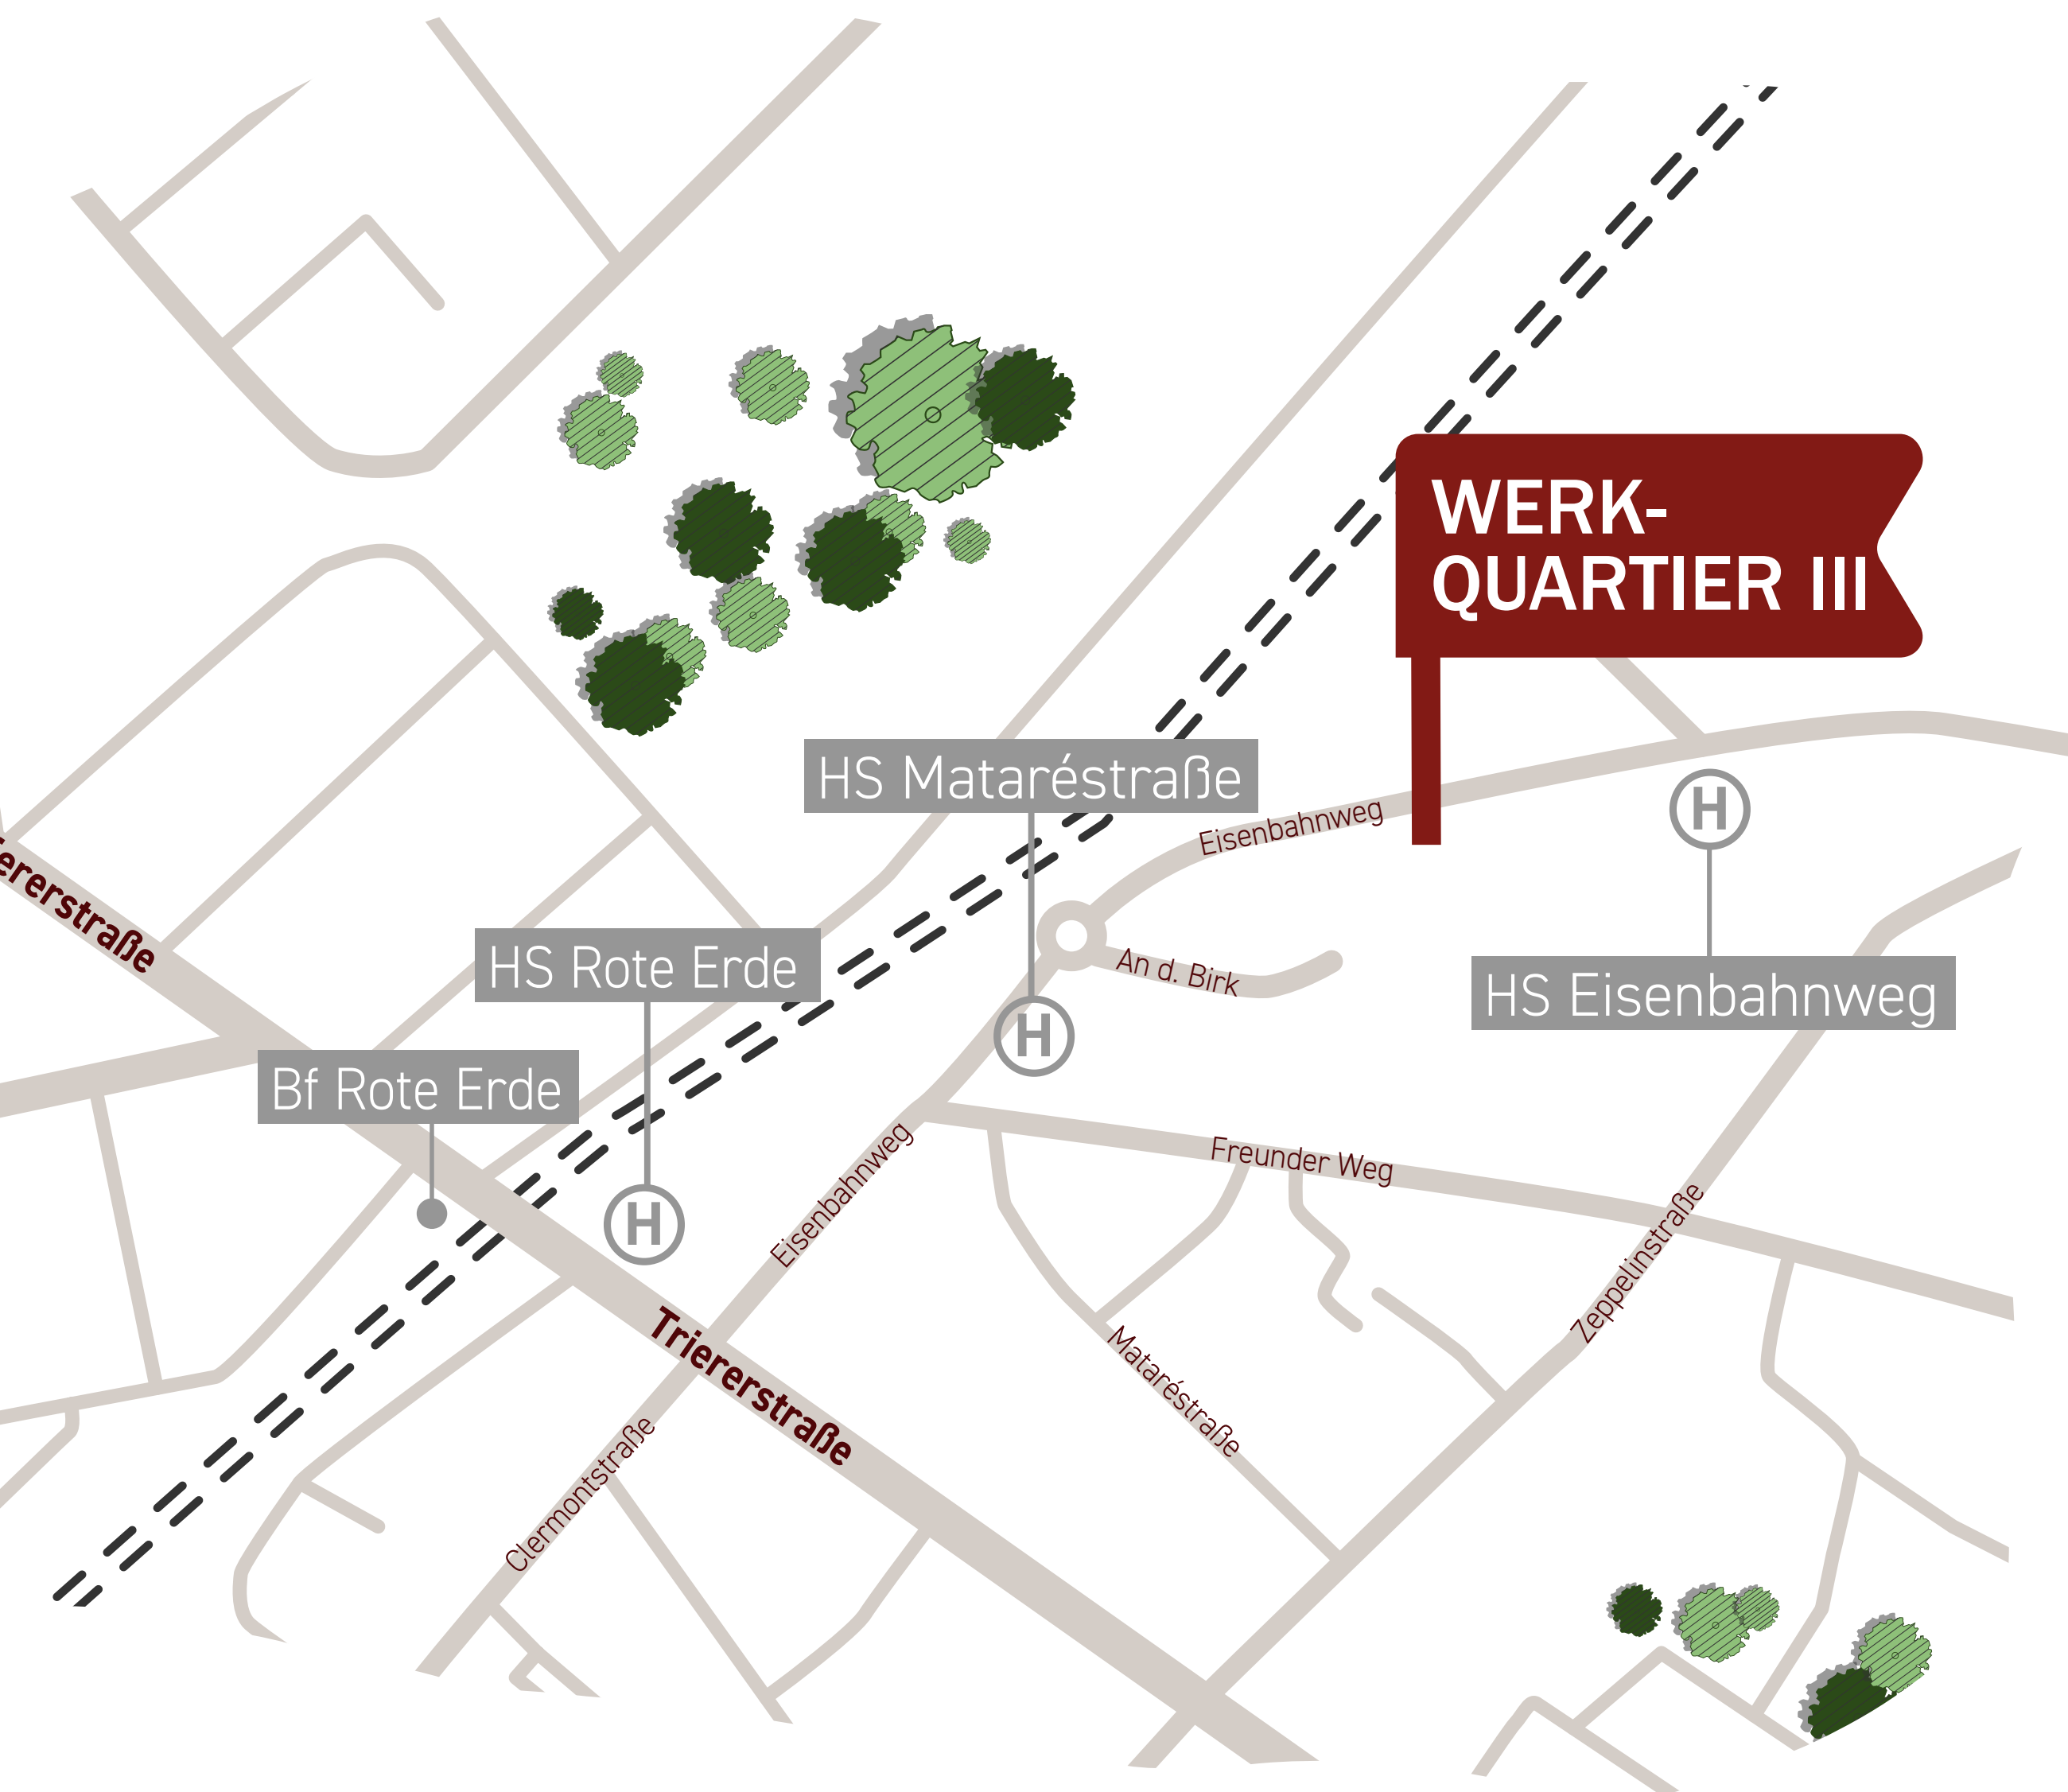 WERK-
QUARTIER III
HS Mataréstraße
Eisenbahnweg
H
ererstraße
HS Rote Erde
An d. Birk
HS Eisenbahnweg
H
Bf Rote Erde
H
Eisenbahnweg
Freunder Weg
Zeppelinstraße
Triererstraße
Mataréstraße
Clermontstraße